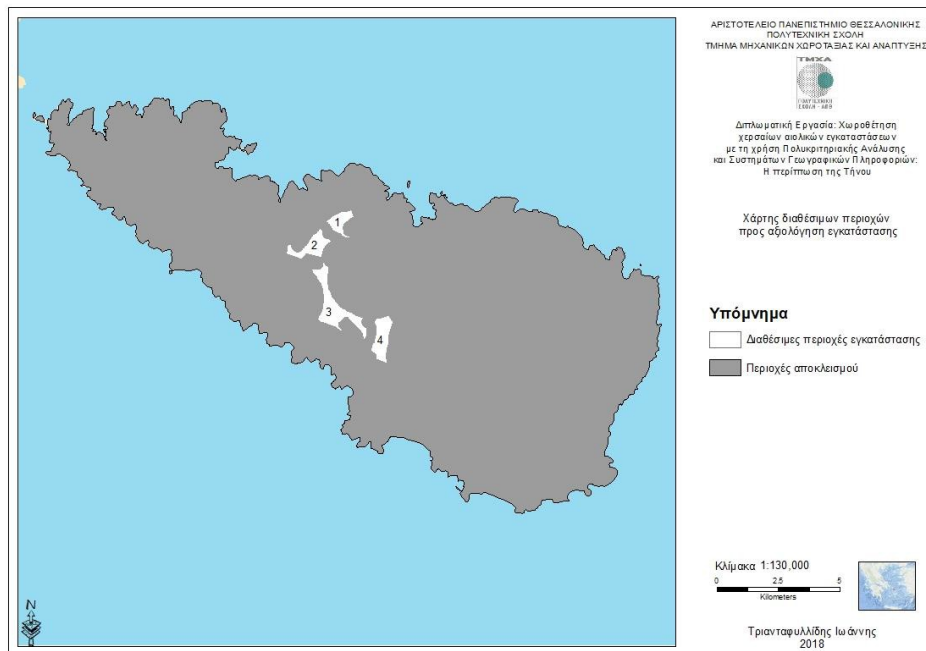 ΑΡΙΣΤΟΤΕΛΕΙΟ ΠΑΝΕΠΙΣΤΗΜΙΟ ΘΕΣΣΑΛΟΝΙΚΗΣ
ΠΟΛΥΤΕΧΝΙΚΗ ΣΧΟΛΗ
ΤΜΗΜΑ ΜΗΧΑΝΙΚΩΝ ΧΩΡΟΤΑΞΙΑΣ ΚΑΙ ΑΝΑΠΤΥΞΗΣ
ΤΜΧΑ
ΠΟΛΥΤΕΧΝΙΚΗ
ΣΧΟΛΗ - ΑΠΘ
Διπλωματική Εργασία: Χωροθέτηση
χερσαίων αιολικών εγκαταστάσεων
με τη χρήση Πολυκριτηριακής Ανάλυσης
και Συστημάτων Γεωγραφικών Πληροφοριών:
Η περίπτωση της Τήνου
Χάρτης διαθέσιμων περιοχών
προς αξιολόγηση εγκατάστασης
1
2
3
4
Υπόμνημα
Διαθέσιμες περιοχές εγκατάστασης
Περιοχές αποκλεισμού
Κλίμακα 1:130,000
0 2.5 5
Kilometers
N
Τριανταφυλλίδης Ιωάννης
2018